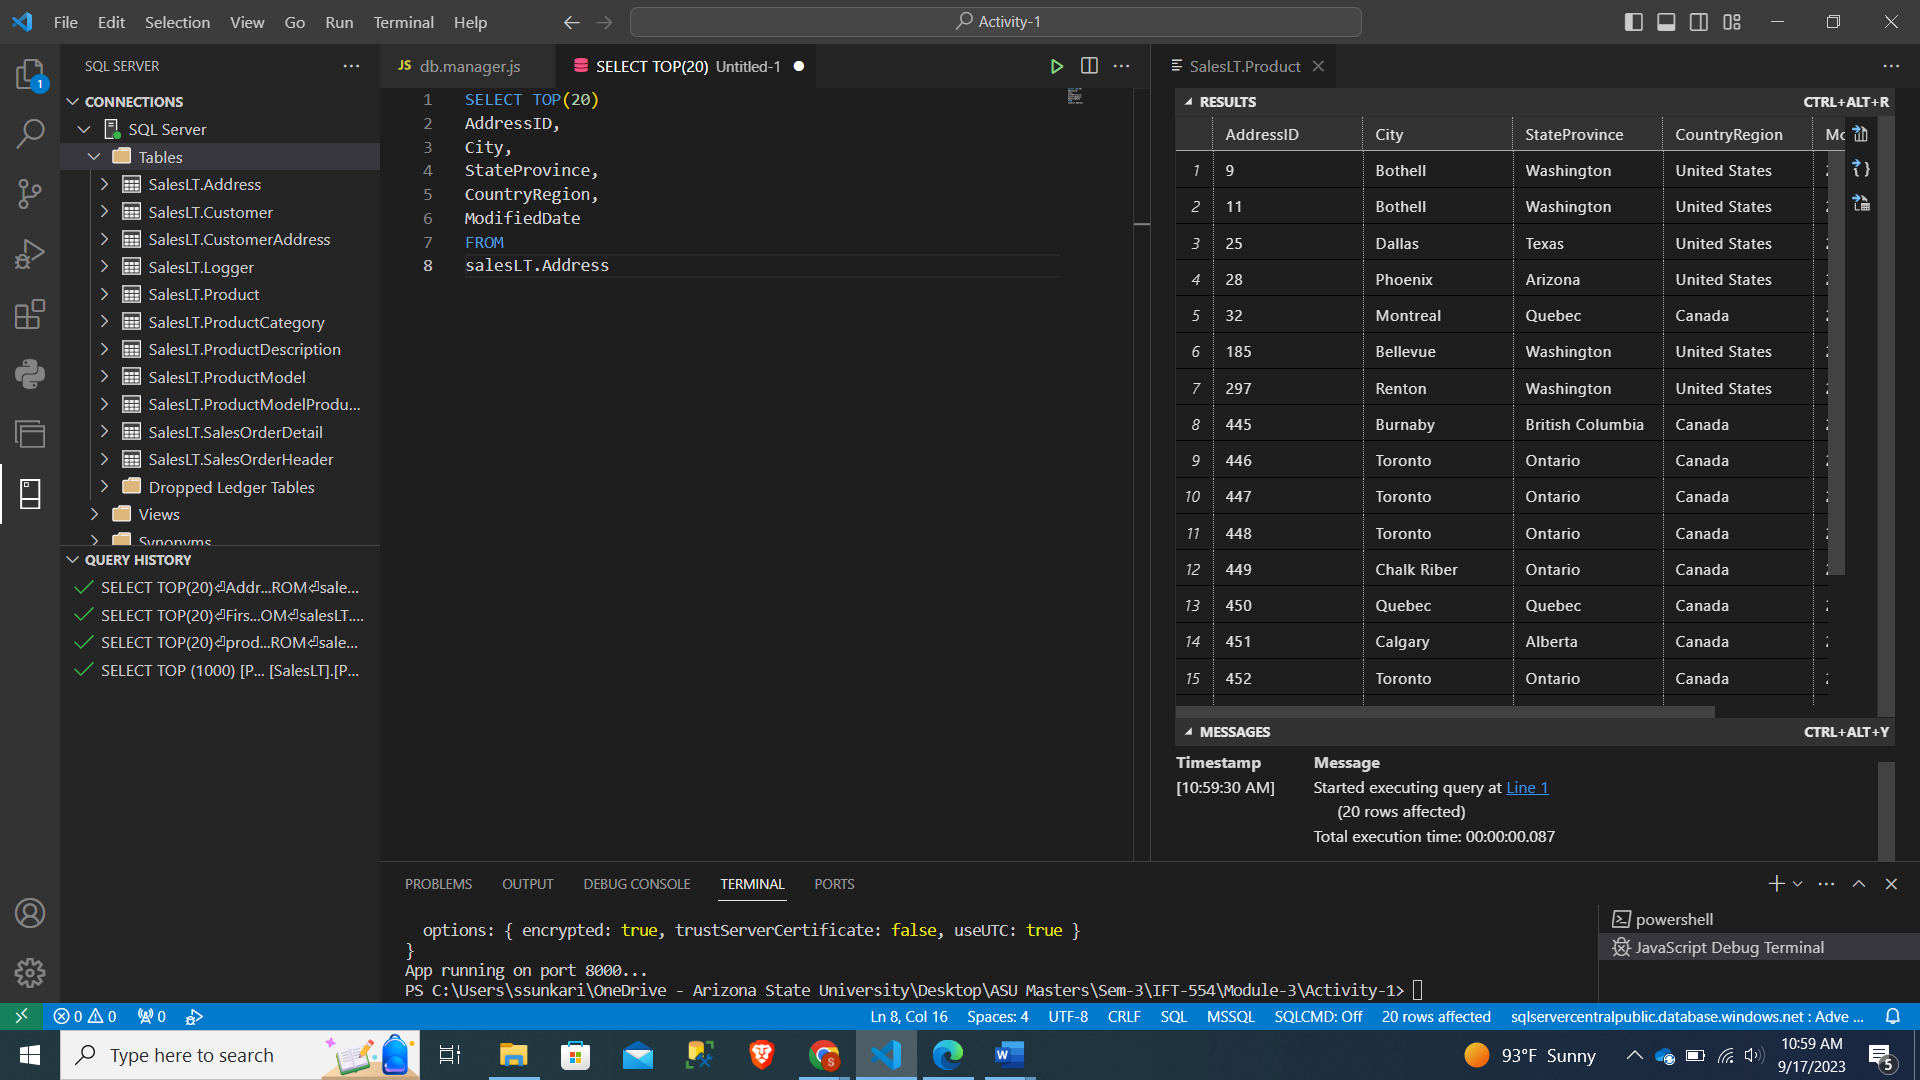 File Edit Selection View Go Run Terminal Help
Activity-1
SQL SERVER
1
CONNECTIONS
SQL Server
Tables
SalesLT.Address
SalesLT.Customer
SalesLT.CustomerAddress
SalesLT.Logger
SalesLT.Product
SalesLT.ProductCategory
SalesLT.ProductDescription
SalesLT.ProductModel
SalesLT.ProductModelProdu...
SalesLT.SalesOrderDetail
SalesLT.SalesOrderHeader
Dropped Ledger Tables
Views
Synonyms
QUERY HISTORY
SELECT TOP(20)⏎Addr...ROM⏎sale...
SELECT TOP(20)⏎Firs...OM⏎salesLT....
SELECT TOP(20)⏎prod...ROM⏎sale...
SELECT TOP (1000) [P... [SalesLT].[P...
JS db.manager.js
SELECT TOP(20) Untitled-1
1 SELECT TOP(20)
2 AddressID,
3 City,
4 StateProvince,
5 CountryRegion,
6 ModifiedDate
7 FROM
8 salesLT.Address
SalesLT.Product
RESULTS CTRL+ALT+R
AddressID City StateProvince CountryRegion Mo
1 9 Bothell Washington United States
2 11 Bothell Washington United States
3 25 Dallas Texas United States
4 28 Phoenix Arizona United States
5 32 Montreal Quebec Canada
6 185 Bellevue Washington United States
7 297 Renton Washington United States
8 445 Burnaby British Columbia Canada
9 446 Toronto Ontario Canada
10 447 Toronto Ontario Canada
11 448 Toronto Ontario Canada
12 449 Chalk Riber Ontario Canada
13 450 Quebec Quebec Canada
14 451 Calgary Alberta Canada
15 452 Toronto Ontario Canada
MESSAGES CTRL+ALT+Y
Timestamp Message
[10:59:30 AM] Started executing query at Line 1
(20 rows affected)
Total execution time: 00:00:00.087
PROBLEMS OUTPUT DEBUG CONSOLE TERMINAL PORTS
options: { encrypted: true, trustServerCertificate: false, useUTC: true }
}
App running on port 8000...
PS C:\Users\ssunkari\OneDrive - Arizona State University\Desktop\ASU Masters\Sem-3\IFT-554\Module-3\Activity-1>
powershell
JavaScript Debug Terminal
0 0 0 Ln 8, Col 16 Spaces: 4 UTF-8 CRLF SQL MSSQL SQLCMD: Off 20 rows affected sqlservercentralpublic.database.windows.net : Adve ...
Type here to search
93°F Sunny
10:59 AM
9/17/2023
5